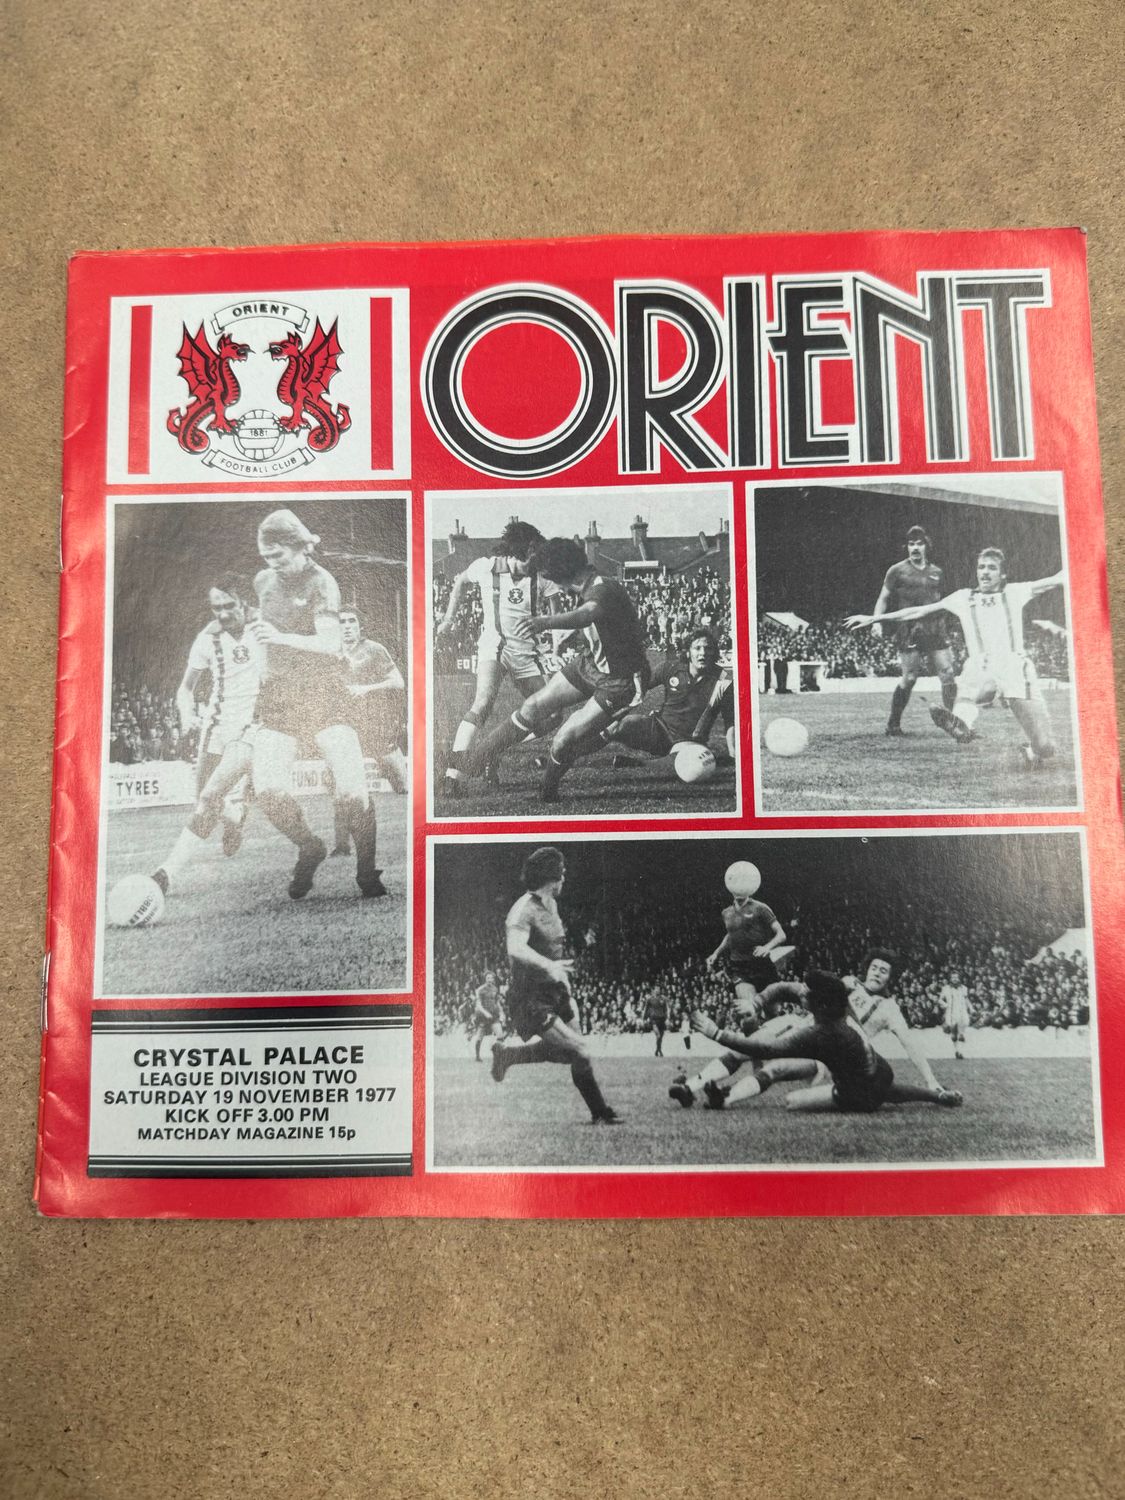 ORIENT
1881
FOOTBALL CLUB
ORIENT
TYRES
FUND
CRYSTAL PALACE
LEAGUE DIVISION TWO
SATURDAY 19 NOVEMBER 1977
KICK OFF 3.00 PM
MATCHDAY MAGAZINE 15p